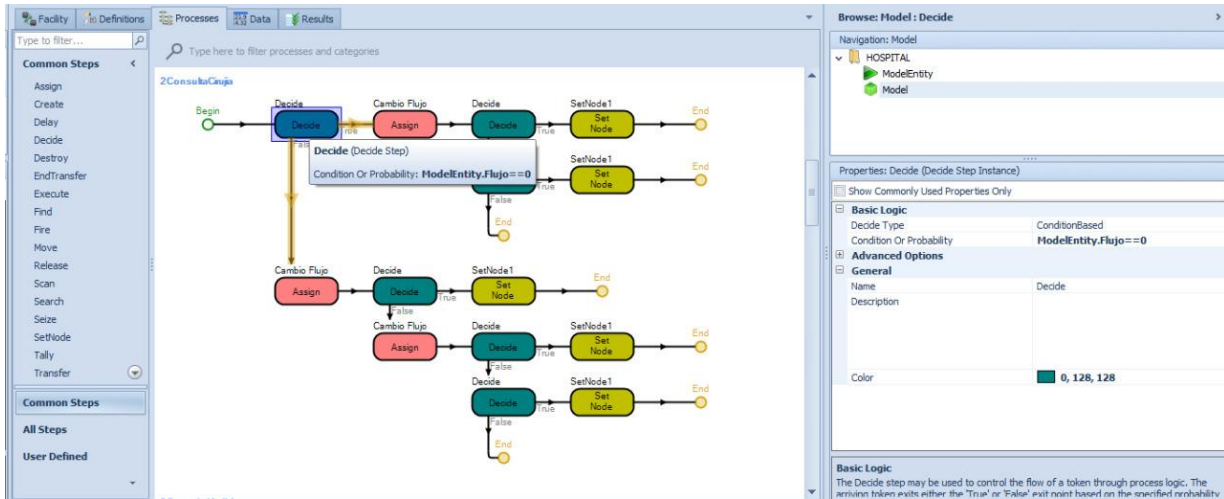 Facility
Definitions
Processes
Data
Results
Type to filter...
Common Steps
Assign
Create
Delay
Decide
Destroy
EndTransfer
Execute
Find
Fire
Move
Release
Scan
Search
Seize
SetNode
Tally
Transfer
Common Steps
All Steps
User Defined
Type here to filter processes and categories
2ConsultaCirujia
Begin
Decide
Decide
True
Cambio Flujo
Assign
Decide
Decide
True
SetNode1
Set
Node
End
Decide (Decide Step)
Condition Or Probability: ModelEntity.Flujo==0
True
SetNode1
Set
Node
End
False
End
Cambio Flujo
Assign
Decide
Decide
True
SetNode1
Set
Node
End
False
Cambio Flujo
Assign
Decide
Decide
True
SetNode1
Set
Node
End
False
Decide
Decide
True
SetNode1
Set
Node
End
False
End
Browse: Model : Decide
Navigation: Model
HOSPITAL
ModelEntity
Model
Properties: Decide (Decide Step Instance)
Show Commonly Used Properties Only
Basic Logic
Decide Type ConditionBased
Condition Or Probability ModelEntity.Flujo==0
Advanced Options
General
Name Decide
Description
Color 0, 128, 128
Basic Logic
The Decide step may be used to control the flow of a token through process logic. The
arriving token exits either the 'True' or 'False' exit point based on the specified probability